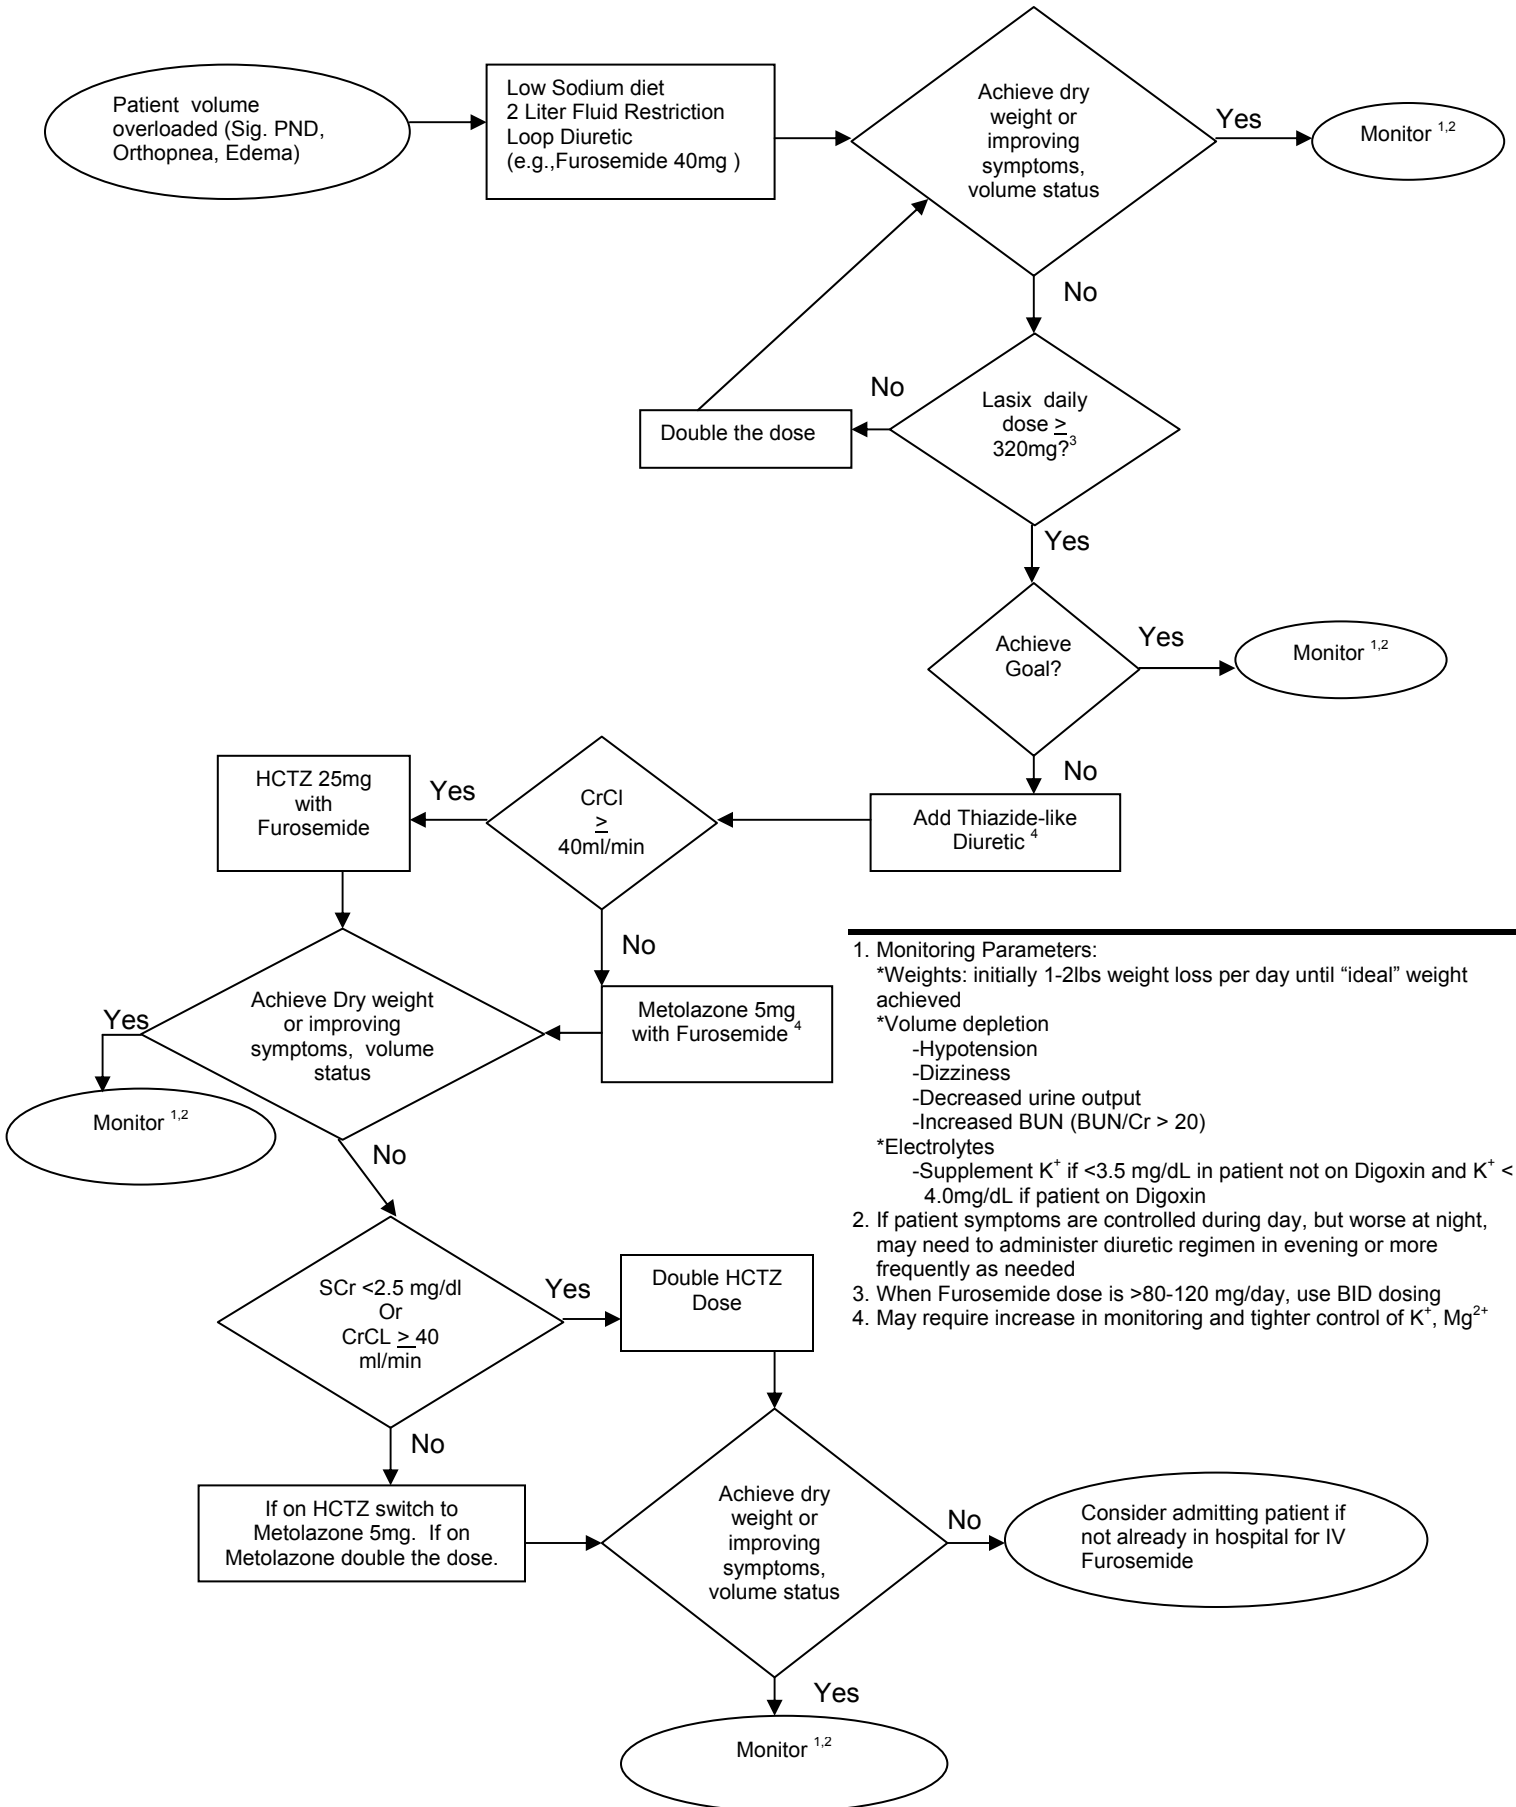 Patient volume
overloaded (Sig. PND,
Orthopnea, Edema)
Low Sodium diet
2 Liter Fluid Restriction
Loop Diuretic
(e.g.,Furosemide 40mg )
Achieve dry
weight or
improving
symptoms,
volume status
Yes
Monitor 1,2
No
Lasix daily
dose ≥
320mg?3
No
Double the dose
Yes
Achieve
Goal?
Yes
Monitor 1,2
No
Add Thiazide-like
Diuretic 4
CrCl
≥
40ml/min
Yes
HCTZ 25mg
with
Furosemide
No
Metolazone 5mg
with Furosemide 4
Achieve Dry weight
or improving
symptoms, volume
status
Yes
Monitor 1,2
No
SCr <2.5 mg/dl
Or
CrCL ≥ 40
ml/min
Yes
Double HCTZ
Dose
No
If on HCTZ switch to
Metolazone 5mg. If on
Metolazone double the dose.
Achieve dry
weight or
improving
symptoms,
volume status
No
Consider admitting patient if
not already in hospital for IV
Furosemide
Yes
Monitor 1,2
1. Monitoring Parameters:
*Weights: initially 1-2lbs weight loss per day until “ideal” weight
achieved
*Volume depletion
-Hypotension
-Dizziness
-Decreased urine output
-Increased BUN (BUN/Cr > 20)
*Electrolytes
-Supplement K+ if <3.5 mg/dL in patient not on Digoxin and K+ <
4.0mg/dL if patient on Digoxin
2. If patient symptoms are controlled during day, but worse at night,
may need to administer diuretic regimen in evening or more
frequently as needed
3. When Furosemide dose is >80-120 mg/day, use BID dosing
4. May require increase in monitoring and tighter control of K+, Mg2+